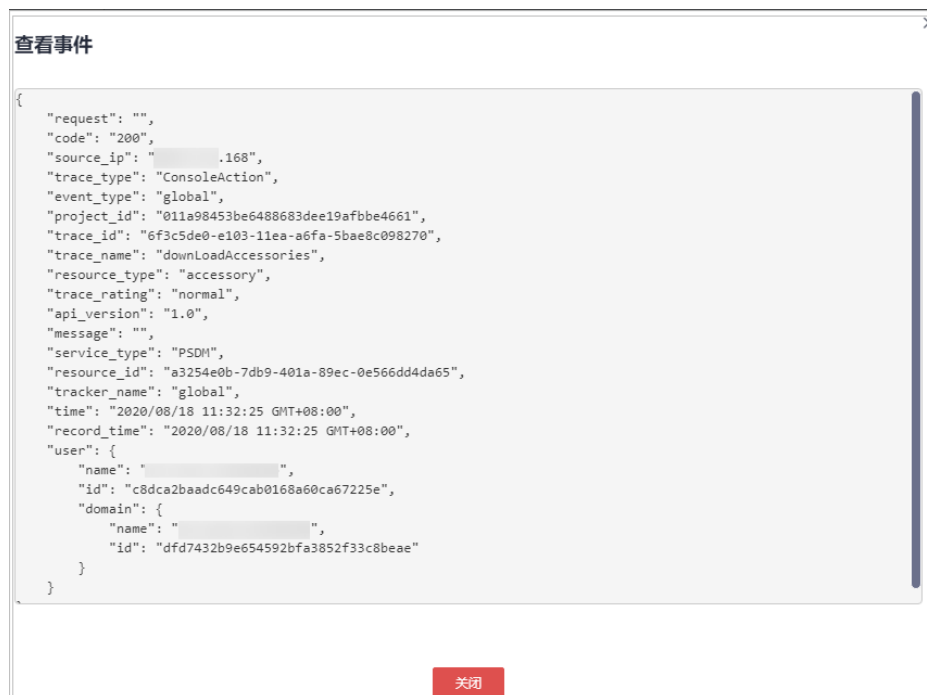 查看事件
{
    "request": "",
    "code": "200",
    "source_ip": " .168",
    "trace_type": "ConsoleAction",
    "event_type": "global",
    "project_id": "011a98453be6488683dee19afbbe4661",
    "trace_id": "6f3c5de0-e103-11ea-a6fa-5bae8c098270",
    "trace_name": "downLoadAccessories",
    "resource_type": "accessory",
    "trace_rating": "normal",
    "api_version": "1.0",
    "message": "",
    "service_type": "PSDM",
    "resource_id": "a3254e0b-7db9-401a-89ec-0e566dd4da65",
    "tracker_name": "global",
    "time": "2020/08/18 11:32:25 GMT+08:00",
    "record_time": "2020/08/18 11:32:25 GMT+08:00",
    "user": {
        "name": " ",
        "id": "c8dca2baadc649cab0168a60ca67225e",
        "domain": {
            "name": " ",
            "id": "dfd7432b9e654592bfa3852f33c8beae"
        }
    }
关闭